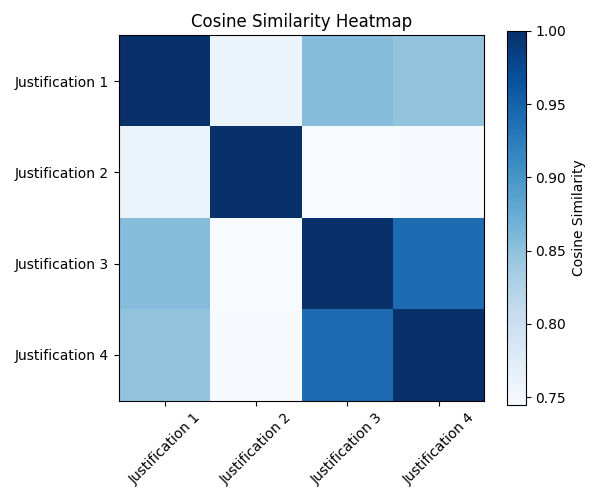 Cosine Similarity Heatmap
Justification 1
Justification 2
Justification 3
Justification 4
Justification 1
Justification 2
Justification 3
Justification 4
1.00
0.95
0.90
0.85
0.80
0.75
Cosine Similarity